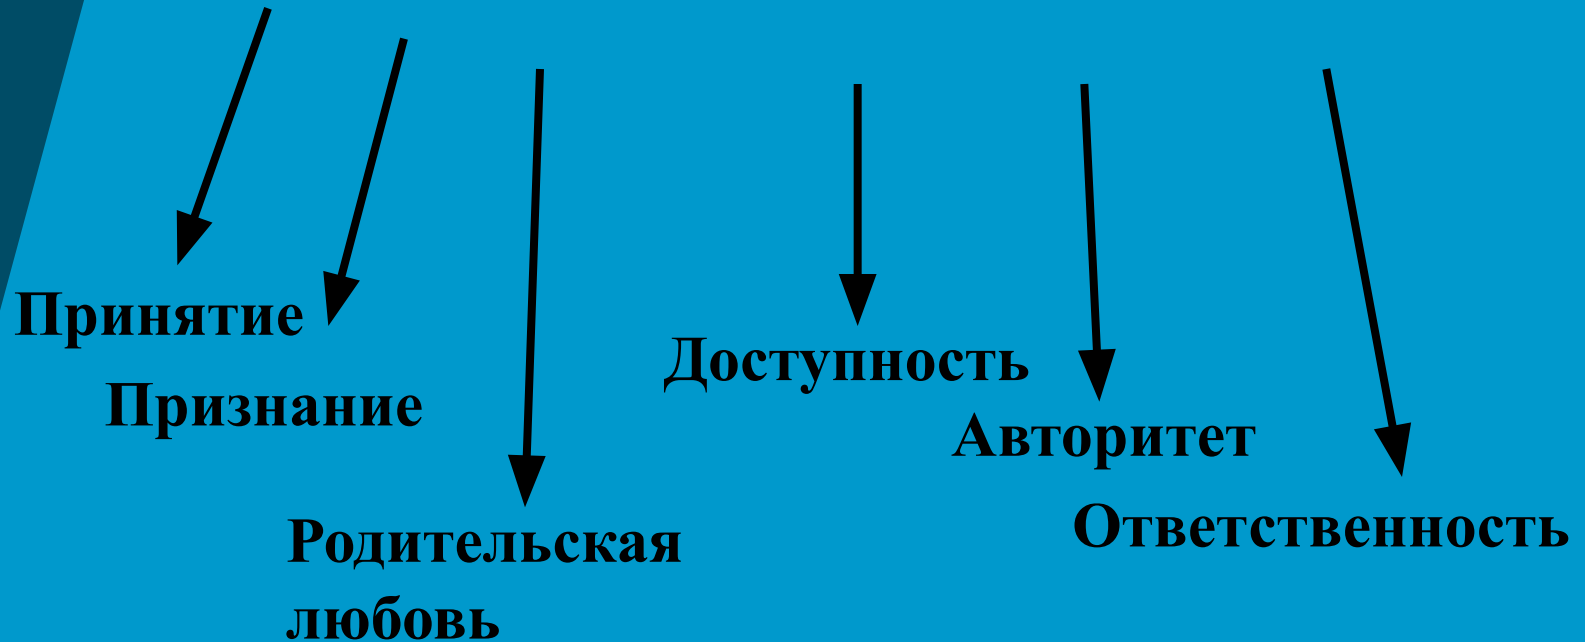 Принятие
Признание
Родительская
любовь
Доступность
Авторитет
Ответственность